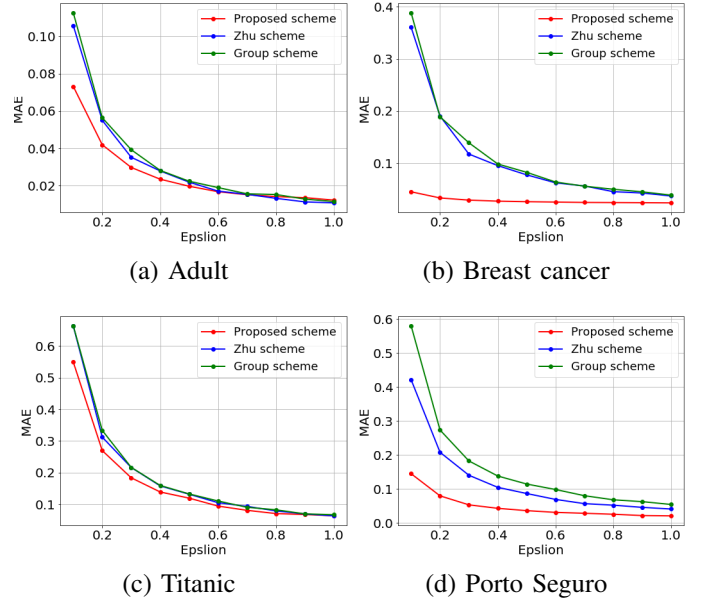 Proposed scheme
Zhu scheme
Group scheme
MAE
0.10
0.08
0.06
0.04
0.02
0.2 0.4 0.6 0.8 1.0
Epslion
(a) Adult
Proposed scheme
Zhu scheme
Group scheme
MAE
0.4
0.3
0.2
0.1
0.2 0.4 0.6 0.8 1.0
Epslion
(b) Breast cancer
Proposed scheme
Zhu scheme
Group scheme
MAE
0.6
0.5
0.4
0.3
0.2
0.1
0.2 0.4 0.6 0.8 1.0
Epslion
(c) Titanic
Proposed scheme
Zhu scheme
Group scheme
MAE
0.6
0.5
0.4
0.3
0.2
0.1
0.0
0.2 0.4 0.6 0.8 1.0
Epslion
(d) Porto Seguro